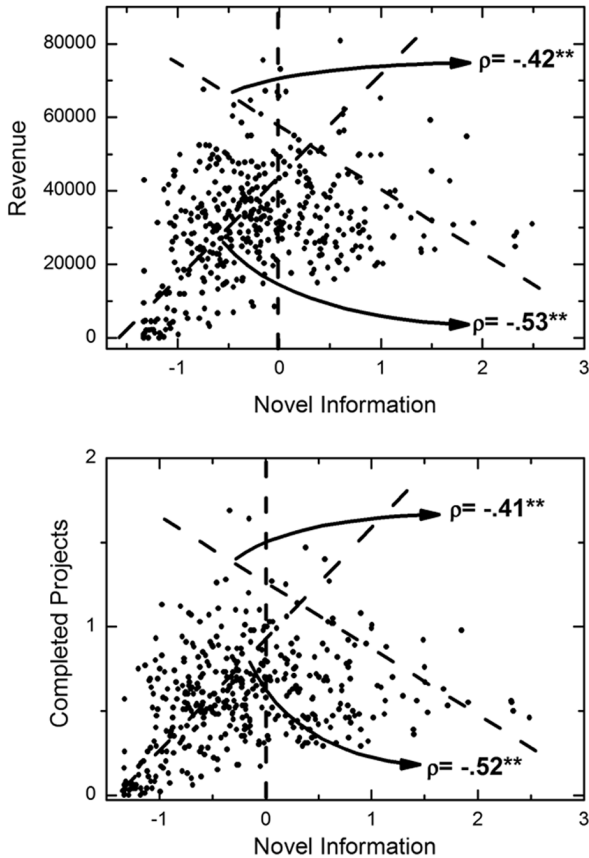 80000
60000
40000
20000
0
Revenue
ρ= -.42**
ρ= -.53**
-1 0 1 2 3
Novel Information
2
1
0
Completed Projects
ρ= -.41**
ρ= -.52**
-1 0 1 2 3
Novel Information